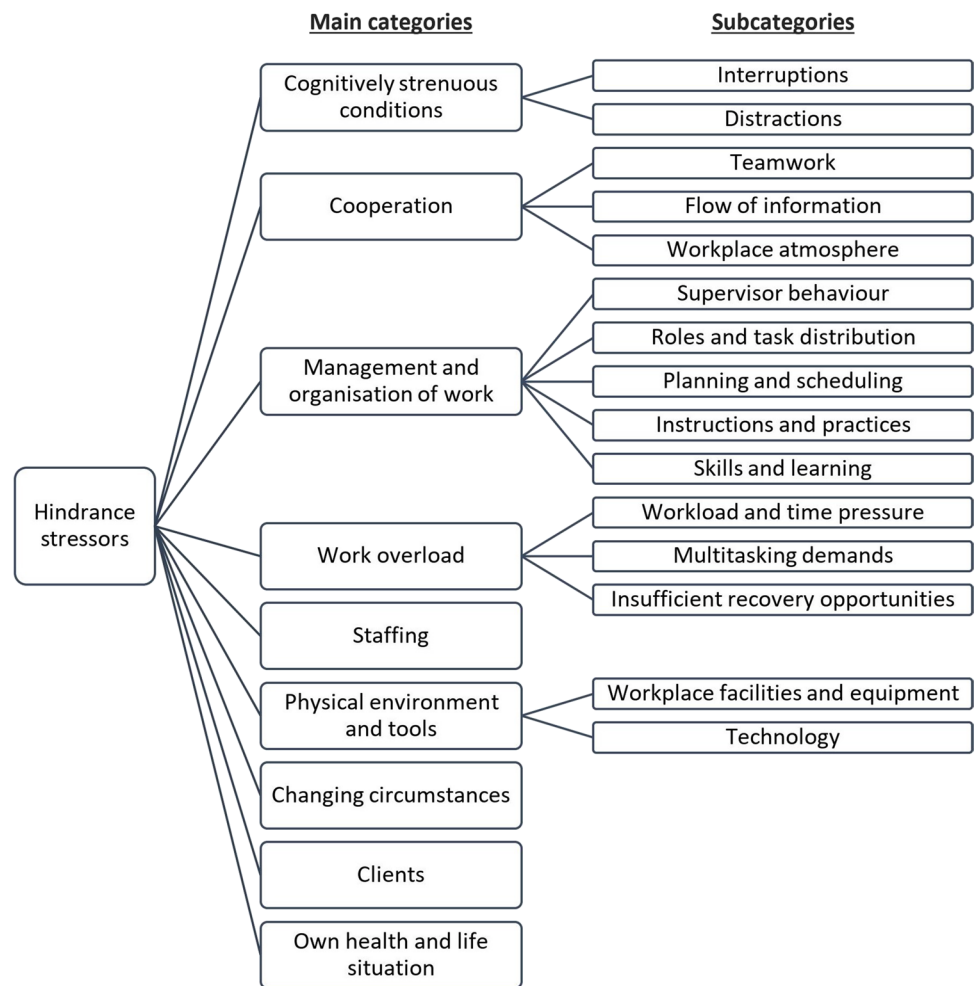 Main categories
Subcategories
Hindrance
stressors
Cognitively strenuous
conditions
Interruptions
Distractions
Cooperation
Teamwork
Flow of information
Workplace atmosphere
Management and
organisation of work
Supervisor behaviour
Roles and task distribution
Planning and scheduling
Instructions and practices
Skills and learning
Work overload
Workload and time pressure
Multitasking demands
Insufficient recovery opportunities
Staffing
Physical environment
and tools
Workplace facilities and equipment
Technology
Changing circumstances
Clients
Own health and life
situation